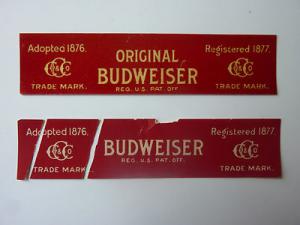 Adopted 1876.
ORIGINAL
Registered 1877.
BUDWEISER
REG. U.S. PAT. OFF
TRADE MARK.
TRADE MARK.
Adopted 1876.
Registered 1877.
BUDWEISER
REG. U.S. PAT. OFF.
TRADE MARK.
TRADE MARK.